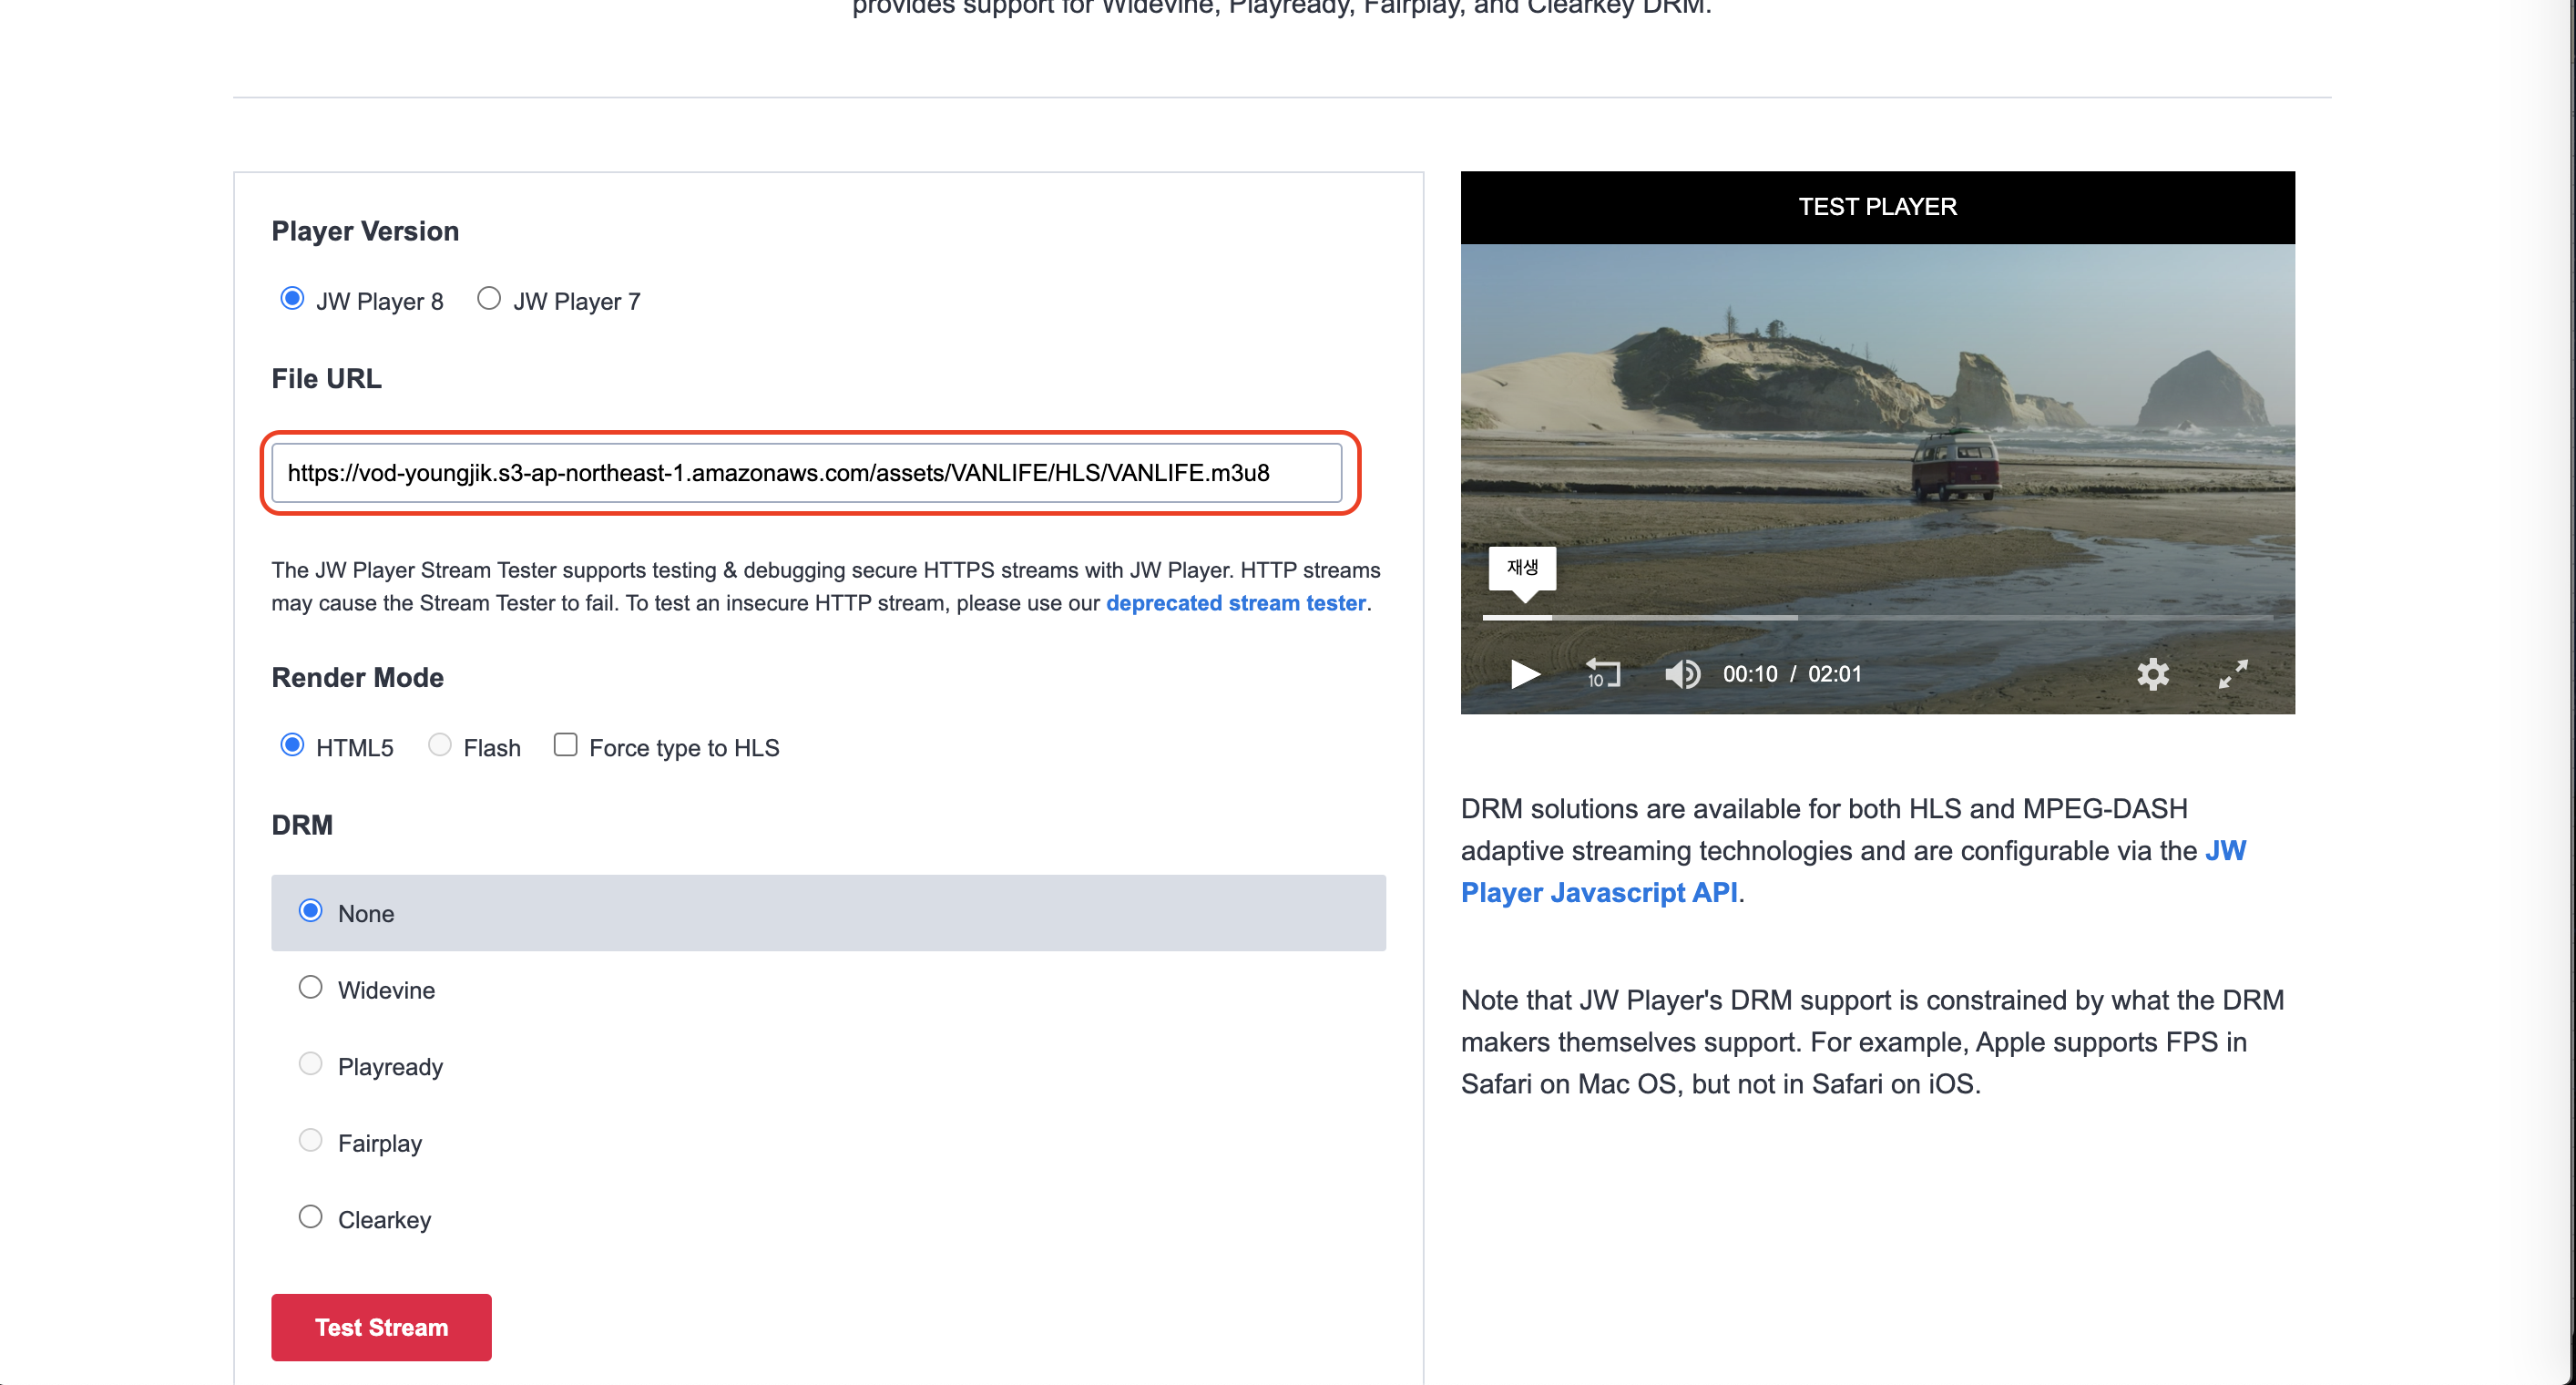 provides support for Widevine, Playready, Fairplay, and Clearkey DRM.
Player Version
JW Player 8
JW Player 7
File URL
https://vod-youngjik.s3-ap-northeast-1.amazonaws.com/assets/VANLIFE/HLS/VANLIFE.m3u8
The JW Player Stream Tester supports testing & debugging secure HTTPS streams with JW Player. HTTP streams
may cause the Stream Tester to fail. To test an insecure HTTP stream, please use our deprecated stream tester.
Render Mode
HTML5
Flash
Force type to HLS
DRM
None
Widevine
Playready
Fairplay
Clearkey
Test Stream
TEST PLAYER
재생
10
00:10 / 02:01
DRM solutions are available for both HLS and MPEG-DASH
adaptive streaming technologies and are configurable via the JW
Player Javascript API.
Note that JW Player's DRM support is constrained by what the DRM
makers themselves support. For example, Apple supports FPS in
Safari on Mac OS, but not in Safari on iOS.